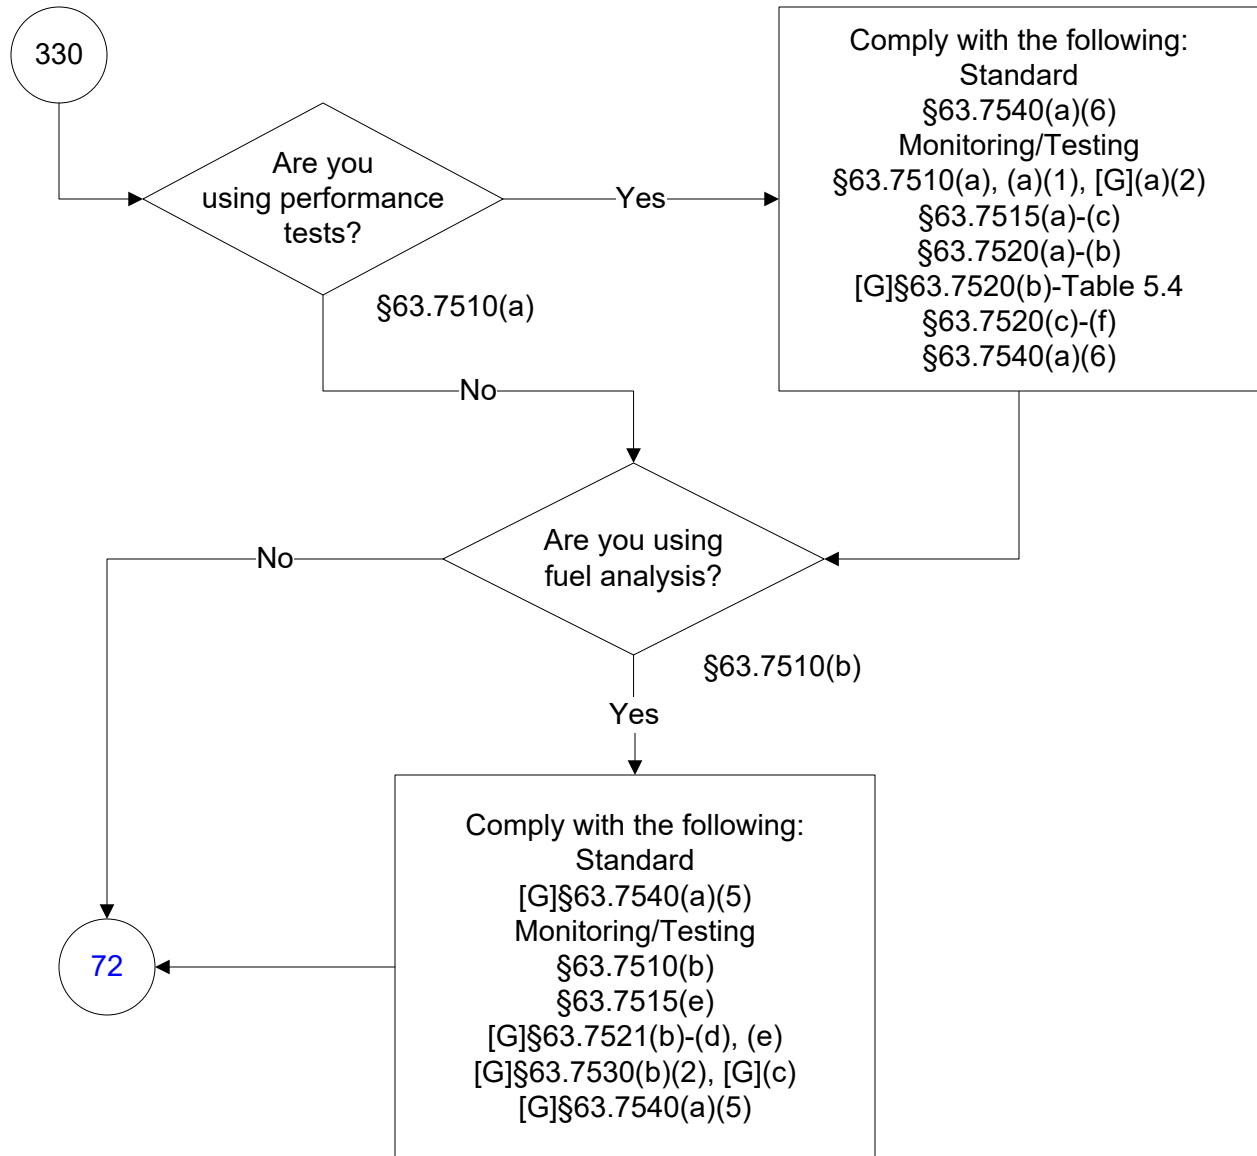 330
Are you
using performance
tests?
§63.7510(a)
Yes
Comply with the following:
Standard
§63.7540(a)(6)
Monitoring/Testing
§63.7510(a), (a)(1), [G](a)(2)
§63.7515(a)-(c)
§63.7520(a)-(b)
[G]§63.7520(b)-Table 5.4
§63.7520(c)-(f)
§63.7540(a)(6)
No
Are you using
fuel analysis?
§63.7510(b)
No
Yes
Comply with the following:
Standard
[G]§63.7540(a)(5)
Monitoring/Testing
§63.7510(b)
§63.7515(e)
[G]§63.7521(b)-(d), (e)
[G]§63.7530(b)(2), [G](c)
[G]§63.7540(a)(5)
72